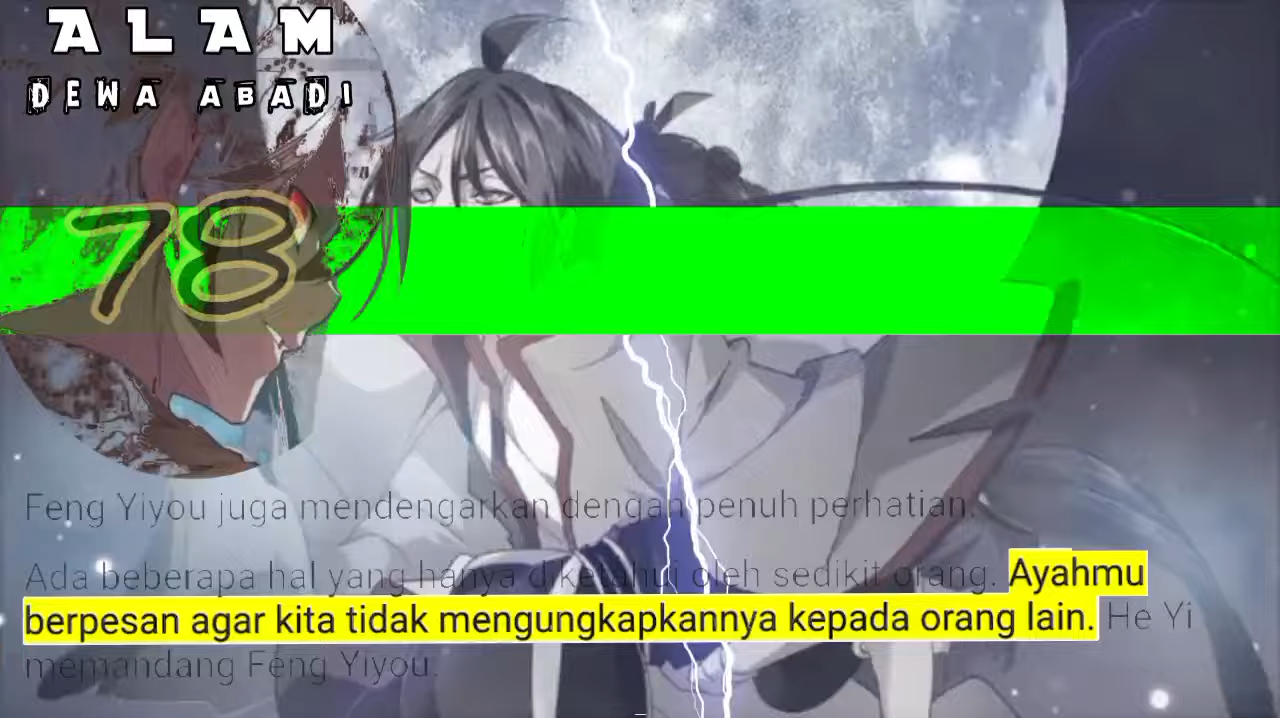 ALAM
DEWA ABADI
78
Feng Yiyou juga mendengarkan dengan penuh perhatian.
Ada beberapa hal yang hanya diketahui oleh sedikit orang. Ayahmu
berpesan agar kita tidak mengungkapkannya kepada orang lain. He Yi
memandang Feng Yiyou.